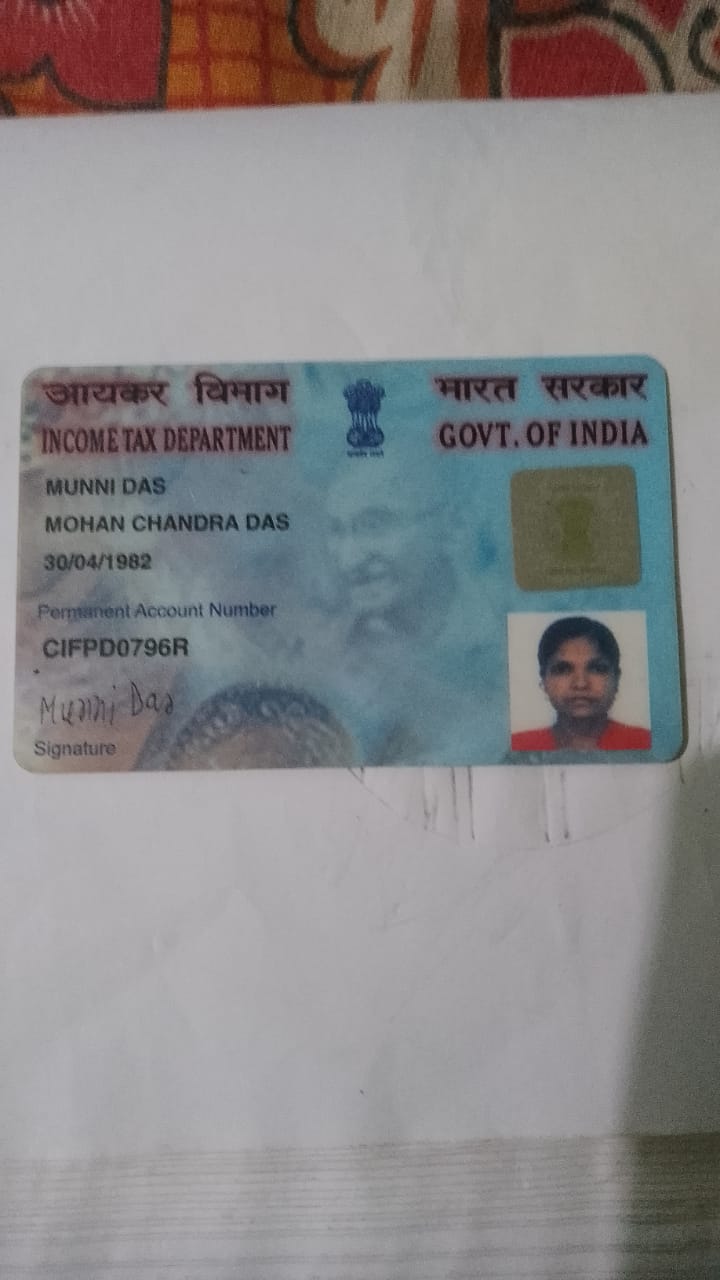 आयकर विभाग
INCOME TAX DEPARTMENT
भारत सरकार
GOVT. OF INDIA
MUNNI DAS
MOHAN CHANDRA DAS
30/04/1982
Permanent Account Number
CIFPD0796R
Munni Das
Signature